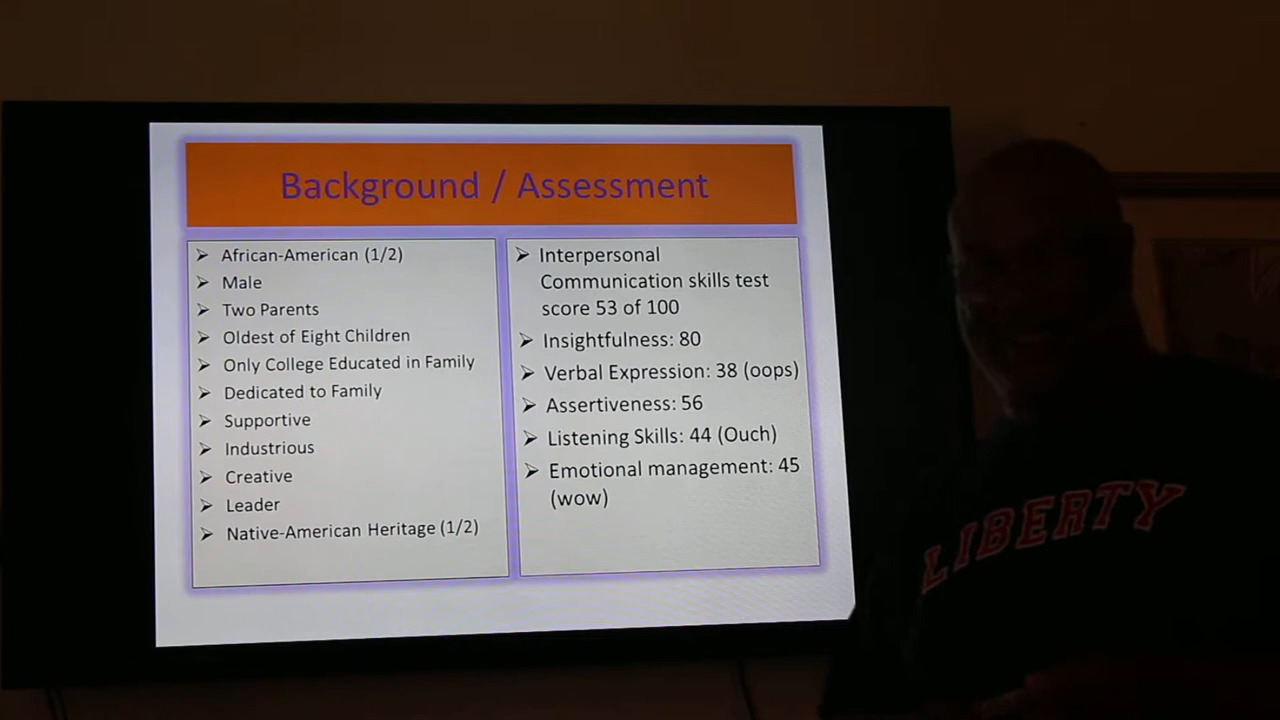 Background / Assessment
African-American (1/2)
Male
Two Parents
Oldest of Eight Children
Only College Educated in Family
Dedicated to Family
Supportive
Industrious
Creative
Leader
Native-American Heritage (1/2)
Interpersonal
Communication skills test
score 53 of 100
Insightfulness: 80
Verbal Expression: 38 (oops)
Assertiveness: 56
Listening Skills: 44 (Ouch)
Emotional management: 45
(wow)
LIBERTY